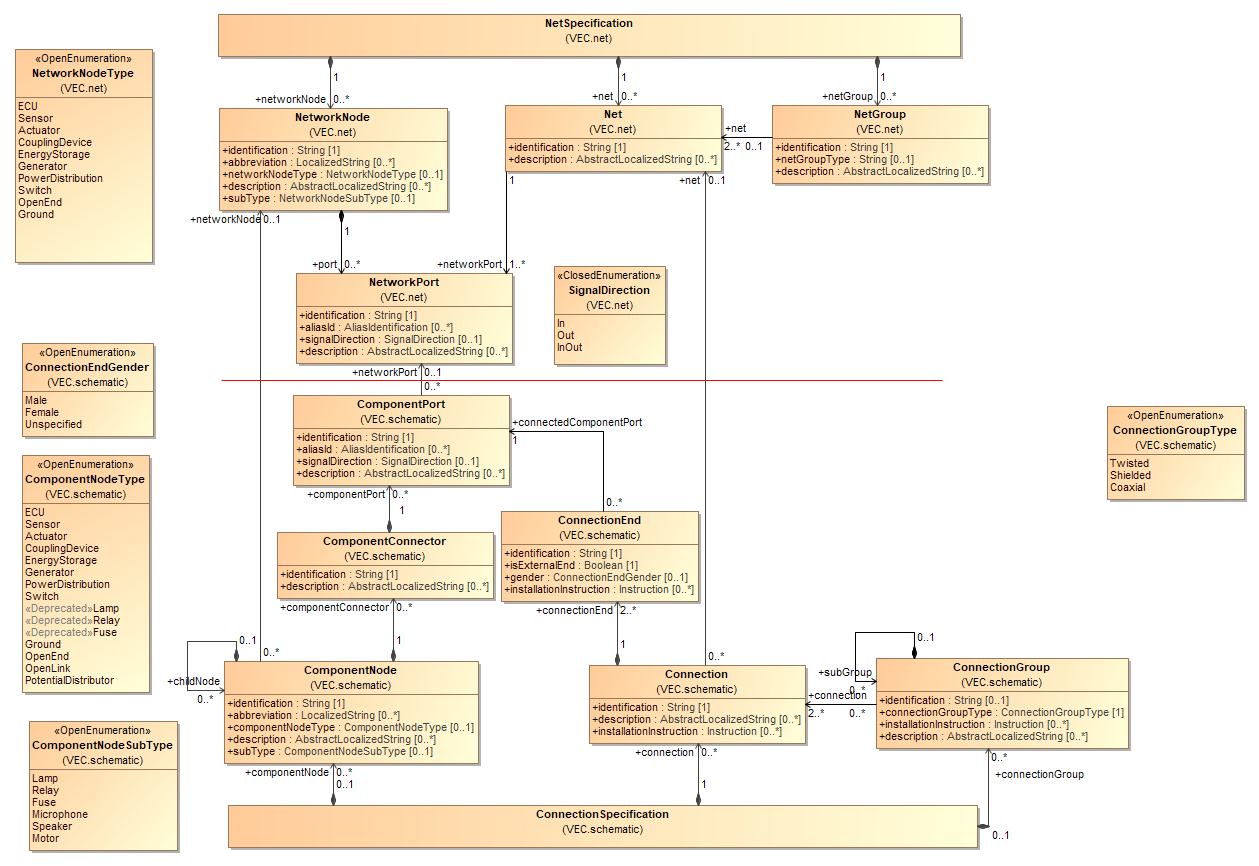 NetSpecification
(VEC.net)
1
1
1
+networkNode 0..*
+net 0..*
+netGroup 0..*
«OpenEnumeration»
NetworkNodeType
(VEC.net)
ECU
Sensor
Actuator
CouplingDevice
EnergyStorage
Generator
PowerDistribution
Switch
OpenEnd
Ground
NetworkNode
(VEC.net)
+identification : String [1]
+abbreviation : LocalizedString [0..*]
+networkNodeType : NetworkNodeType [0..1]
+description : AbstractLocalizedString [0..*]
+subType : NetworkNodeSubType [0..1]
Net
(VEC.net)
+identification : String [1]
+description : AbstractLocalizedString [0..*]
+net
2..* 0..1
NetGroup
(VEC.net)
+identification : String [1]
+netGroupType : String [0..1]
+description : AbstractLocalizedString [0..*]
1
+net 0..1
+networkNode 0..1
1
+port 0..*
+networkPort 1..*
NetworkPort
(VEC.net)
+identification : String [1]
+aliasId : AliasIdentification [0..*]
+signalDirection : SignalDirection [0..1]
+description : AbstractLocalizedString [0..*]
«ClosedEnumeration»
SignalDirection
(VEC.net)
In
Out
InOut
+networkPort 0..1
0..*
«OpenEnumeration»
ConnectionEndGender
(VEC.schematic)
Male
Female
Unspecified
ComponentPort
(VEC.schematic)
+identification : String [1]
+aliasId : AliasIdentification [0..*]
+signalDirection : SignalDirection [0..1]
+description : AbstractLocalizedString [0..*]
+connectedComponentPort
1
«OpenEnumeration»
ConnectionGroupType
(VEC.schematic)
Twisted
Shielded
Coaxial
+componentPort 0..*
1
0..*
«OpenEnumeration»
ComponentNodeType
(VEC.schematic)
ECU
Sensor
Actuator
CouplingDevice
EnergyStorage
Generator
PowerDistribution
Switch
«Deprecated»Lamp
«Deprecated»Relay
«Deprecated»Fuse
Ground
OpenEnd
OpenLink
PotentialDistributor
ComponentConnector
(VEC.schematic)
+identification : String [1]
+description : AbstractLocalizedString [0..*]
ConnectionEnd
(VEC.schematic)
+identification : String [1]
+isExternalEnd : Boolean [1]
+gender : ConnectionEndGender [0..1]
+installationInstruction : Instruction [0..*]
+componentConnector 0..*
1
+connectionEnd 2..*
1
0..1
0..*
+childNode
0..*
ComponentNode
(VEC.schematic)
+identification : String [1]
+abbreviation : LocalizedString [0..*]
+componentNodeType : ComponentNodeType [0..1]
+description : AbstractLocalizedString [0..*]
+subType : ComponentNodeSubType [0..1]
0..*
Connection
(VEC.schematic)
+identification : String [1]
+description : AbstractLocalizedString [0..*]
+installationInstruction : Instruction [0..*]
0..1
+subGroup
0..*
+connection
2..* 0..*
ConnectionGroup
(VEC.schematic)
+identification : String [0..1]
+connectionGroupType : ConnectionGroupType [1]
+installationInstruction : Instruction [0..*]
+description : AbstractLocalizedString [0..*]
«OpenEnumeration»
ComponentNodeSubType
(VEC.schematic)
Lamp
Relay
Fuse
Microphone
Speaker
Motor
+componentNode 0..*
0..1
+connection 0..*
1
0..*
+connectionGroup
0..1
ConnectionSpecification
(VEC.schematic)